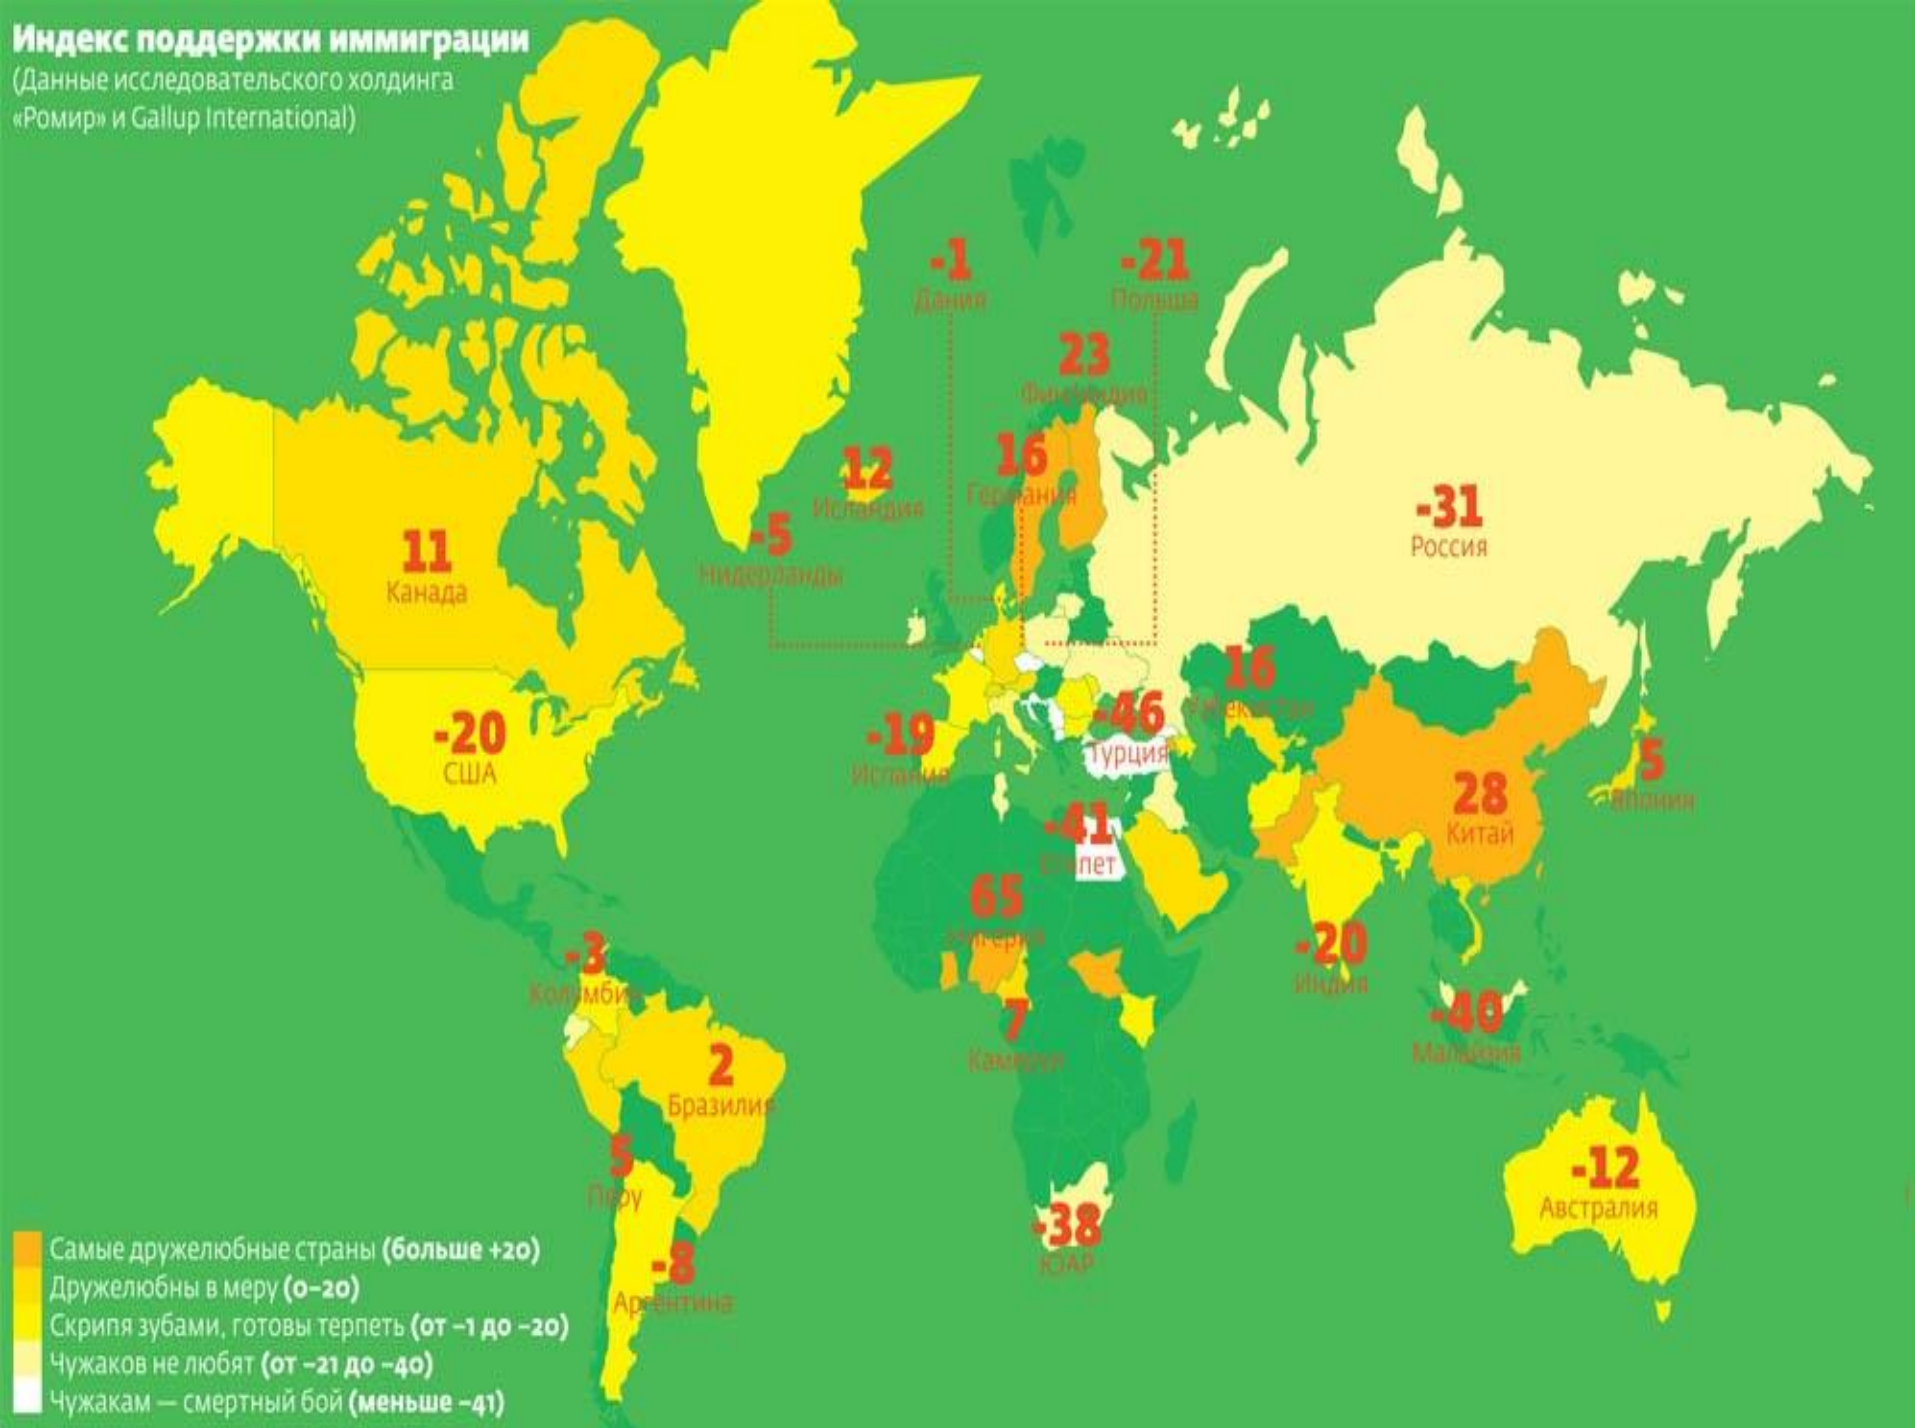 Индекс поддержки иммиграции
(Данные исследовательского холдинга
«Ромир» и Gallup International)
-1
Дания
-21
Польша
23
Финляндия
16
Германия
12
Исландия
-5
Нидерланды
-31
Россия
11
Канада
-20
США
-19
Испания
-46
Турция
16
Узбекистан
5
Япония
28
Китай
-41
Египет
65
Нигерия
-20
Индия
-3
Колумбия
7
Камерун
-40
Малайзия
2
Бразилия
5
Перу
-12
Австралия
-38
ЮАР
-8
Аргентина
Самые дружелюбные страны (больше +20)
Дружелюбны в меру (0–20)
Скрипя зубами, готовы терпеть (от –1 до –20)
Чужаков не любят (от –21 до –40)
Чужакам — смертный бой (меньше –41)